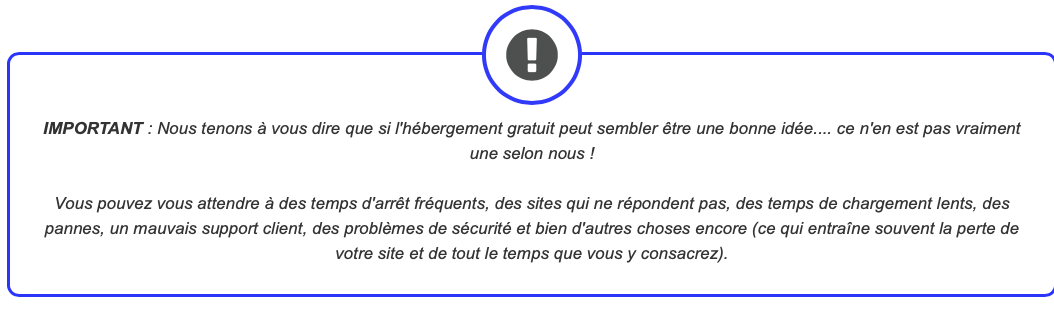 IMPORTANT : Nous tenons à vous dire que si l'hébergement gratuit peut sembler être une bonne idée.... ce n'en est pas vraiment
une selon nous !
Vous pouvez vous attendre à des temps d'arrêt fréquents, des sites qui ne répondent pas, des temps de chargement lents, des
pannes, un mauvais support client, des problèmes de sécurité et bien d'autres choses encore (ce qui entraîne souvent la perte de
votre site et de tout le temps que vous y consacrez).